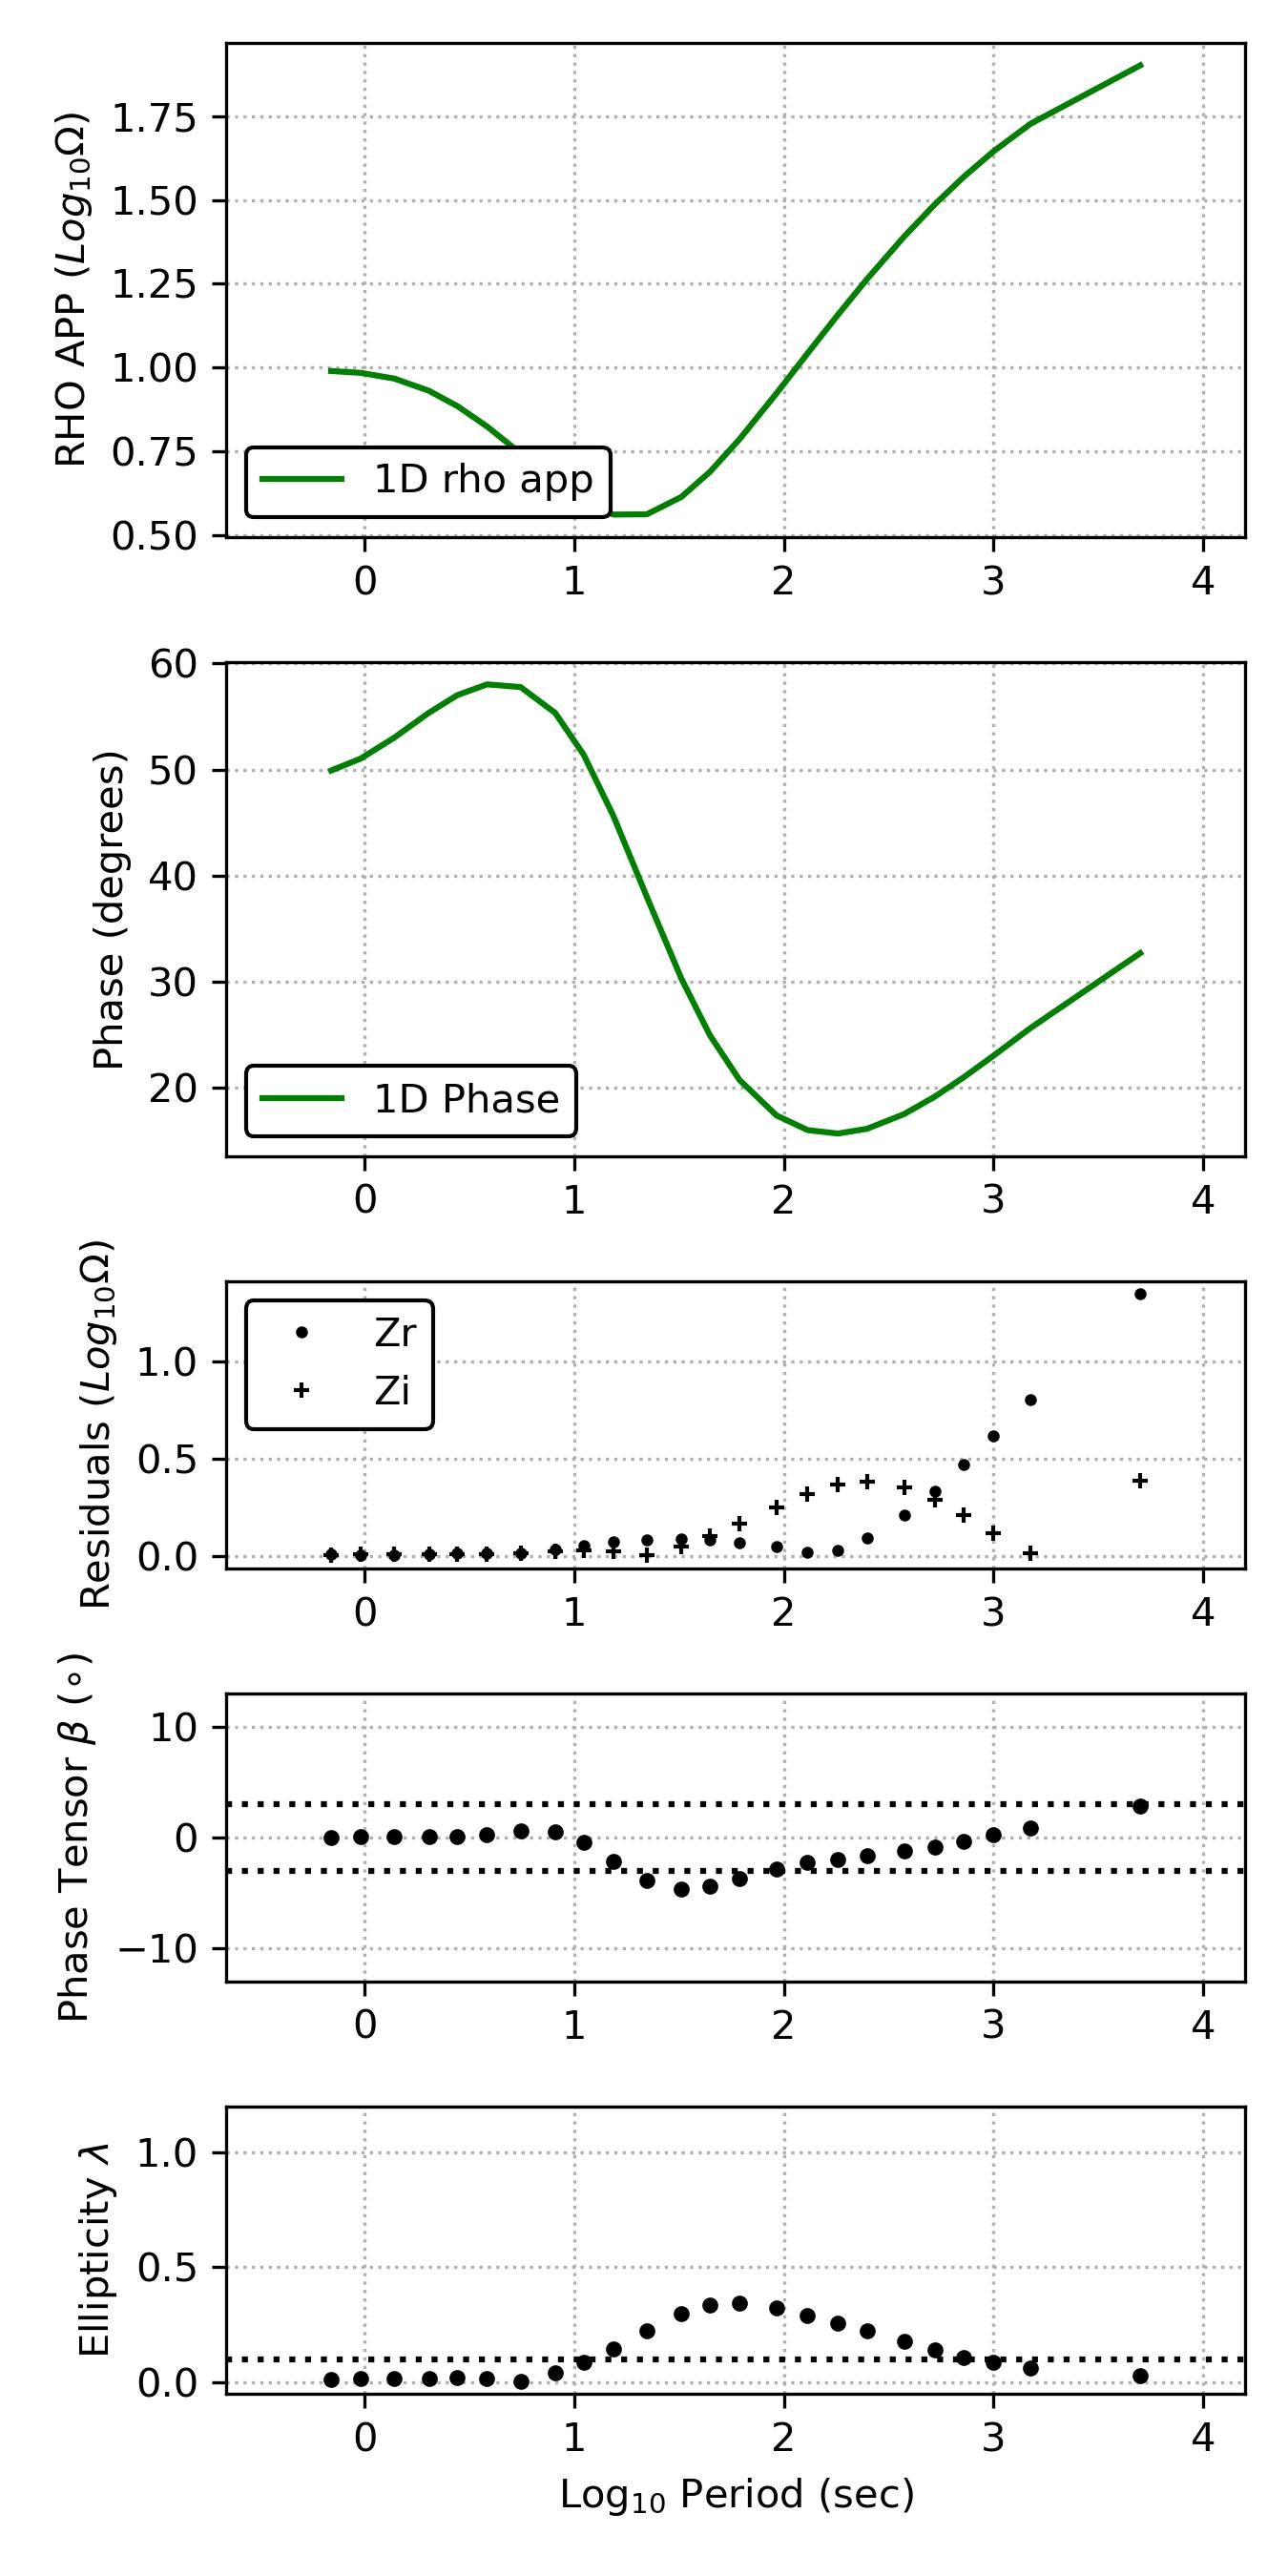 RHO APP (Log₁₀Ω)
1.75
1.50
1.25
1.00
0.75
0.50
1D rho app
0 1 2 3 4
Phase (degrees)
60
50
40
30
20
1D Phase
0 1 2 3 4
Residuals (Log₁₀Ω)
1.0
0.5
0.0
Zr
Zi
0 1 2 3 4
Phase Tensor β (∘)
10
0
−10
0 1 2 3 4
Ellipticity λ
1.0
0.5
0.0
0 1 2 3 4
Log₁₀ Period (sec)